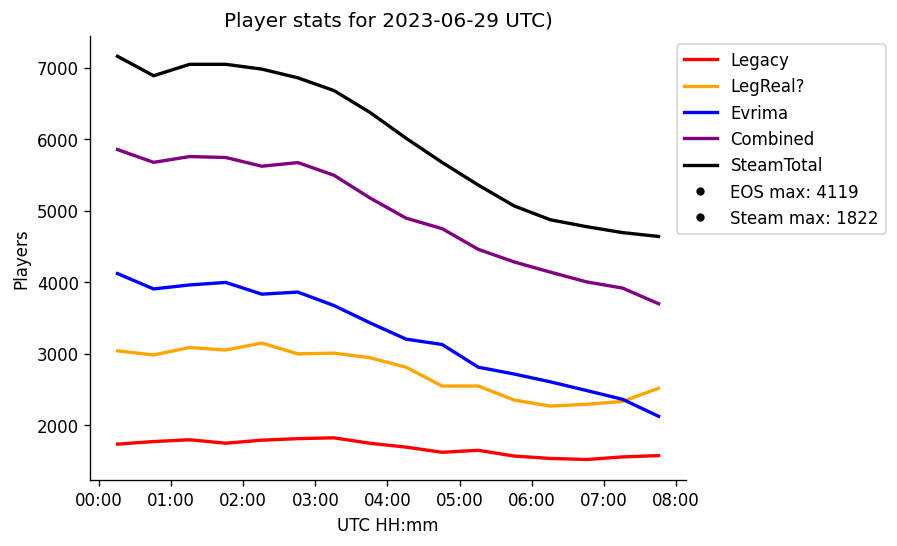 Player stats for 2023-06-29 UTC)
Legacy
LegReal?
Evrima
Combined
SteamTotal
EOS max: 4119
Steam max: 1822
Players
7000
6000
5000
4000
3000
2000
00:00 01:00 02:00 03:00 04:00 05:00 06:00 07:00 08:00
UTC HH:mm